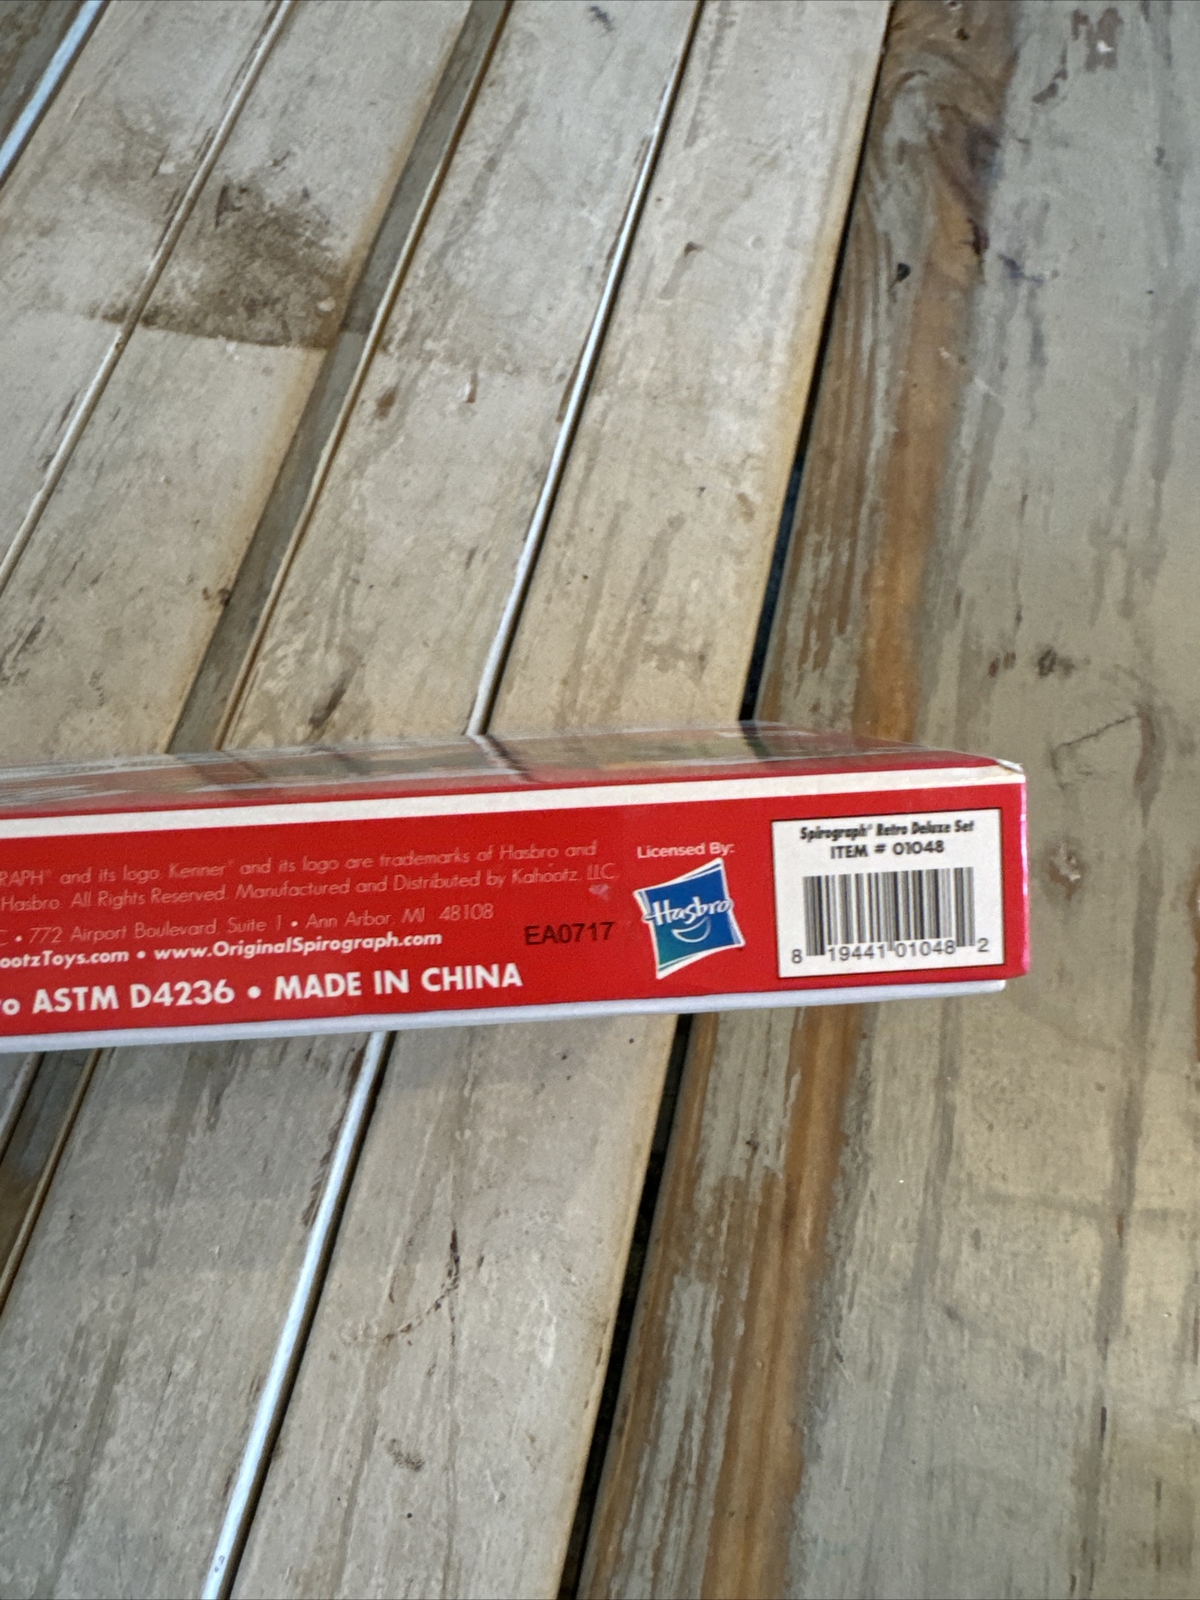 RAPH® and its logo, Kenner® and its logo are trademarks of Hasbro and
Hasbro. All Rights Reserved. Manufactured and Distributed by Kahootz, LLC
C • 772 Airport Boulevard, Suite 1 • Ann Arbor, MI 48108
ootzToys.com • www.OriginalSpirograph.com
o ASTM D4236 • MADE IN CHINA
EA0717
Licensed By:
Hasbro
Spirograph® Retro Deluxe Set
ITEM # 01048
8 19441 01048 2